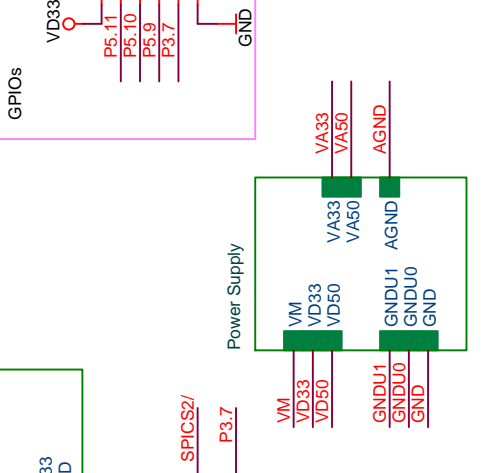 VD33
P5.11
P5.10
P5.9
P3.7
GND
GPIOs
VA33
VA50
AGND
VA33
VA50
AGND
Power Supply
VM
VD33
VD50
GNDU1
GNDU0
GND
VM
VD33
VD50
GNDU1
GNDU0
GND
SPICS2/
P3.7
33
D